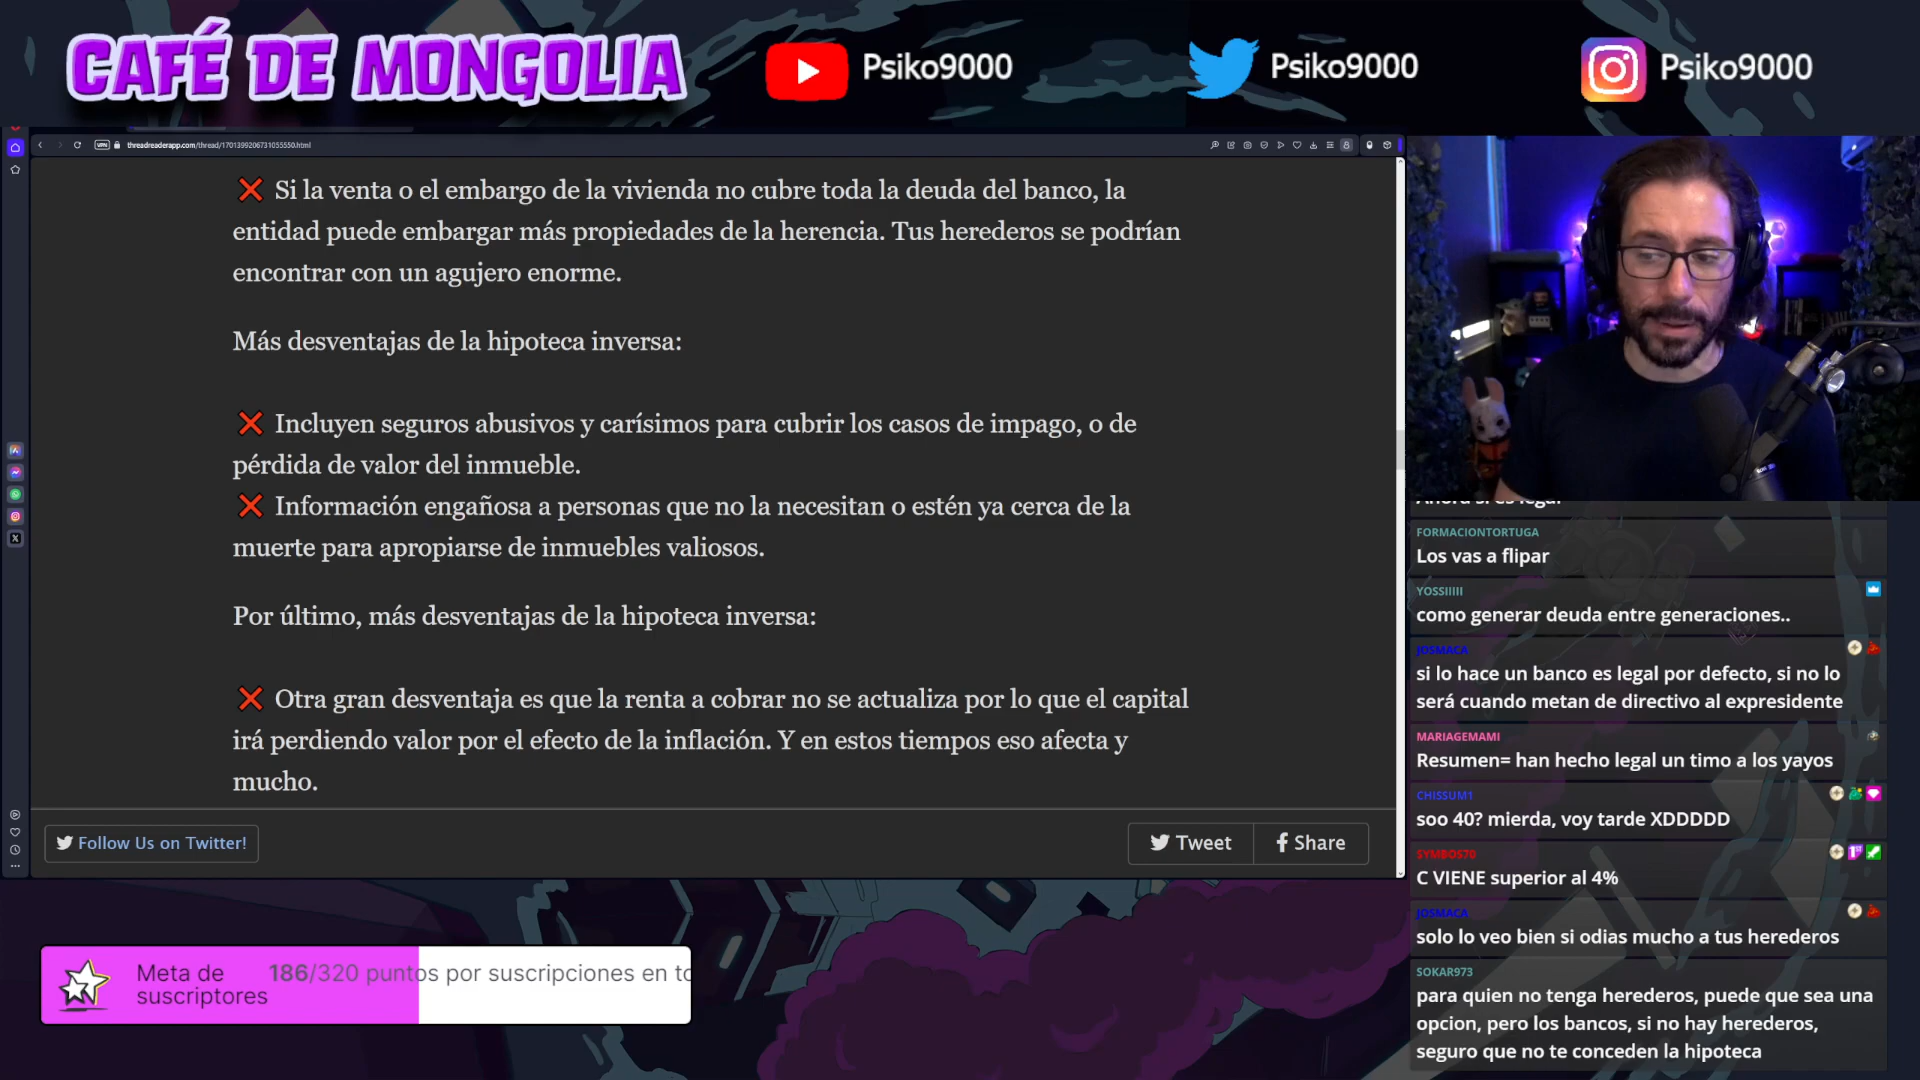 CAFÉ DE MONGOLIA
Psiko9000
Psiko9000
Psiko9000
VPN
threadreaderapp.com/thread/1701399206731055550.html
❌ Si la venta o el embargo de la vivienda no cubre toda la deuda del banco, la
entidad puede embargar más propiedades de la herencia. Tus herederos se podrían
encontrar con un agujero enorme.
Más desventajas de la hipoteca inversa:
❌ Incluyen seguros abusivos y carísimos para cubrir los casos de impago, o de
pérdida de valor del inmueble.
❌ Información engañosa a personas que no la necesitan o estén ya cerca de la
muerte para apropiarse de inmuebles valiosos.
Por último, más desventajas de la hipoteca inversa:
❌ Otra gran desventaja es que la renta a cobrar no se actualiza por lo que el capital
irá perdiendo valor por el efecto de la inflación. Y en estos tiempos eso afecta y
mucho.
Follow Us on Twitter!
Tweet
Share
FORMACIONTORTUGA
Los vas a flipar
YOSSIIIII
como generar deuda entre generaciones..
JOSMACA
si lo hace un banco es legal por defecto, si no lo
será cuando metan de directivo al expresidente
MARIAGEMAMI
Resumen= han hecho legal un timo a los yayos
CHISSUM1
soo 40? mierda, voy tarde XDDDDD
SYMBOS70
C VIENE superior al 4%
JOSMACA
solo lo veo bien si odias mucho a tus herederos
SOKAR973
para quien no tenga herederos, puede que sea una
opcion, pero los bancos, si no hay herederos,
seguro que no te conceden la hipoteca
Meta de
suscriptores
186/320 puntos por suscripciones en to